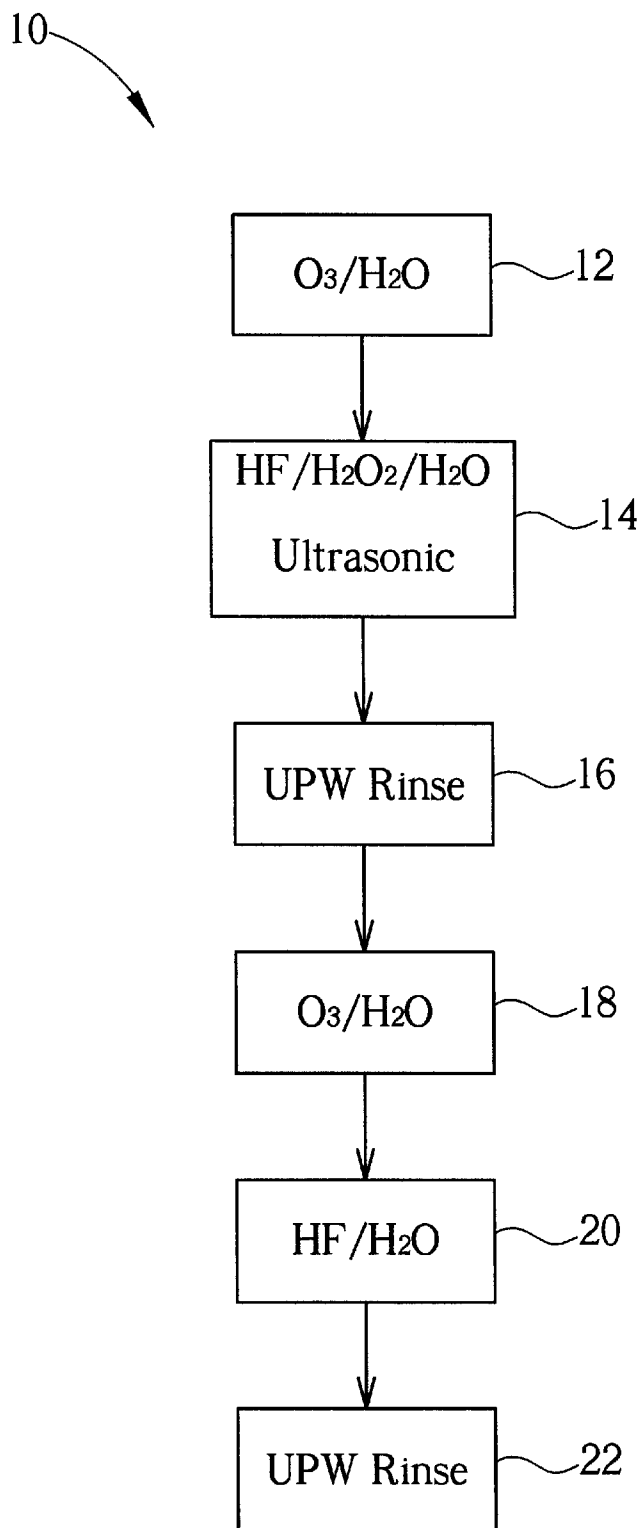 10
O3/H2O
12
HF/H2O2/H2O
Ultrasonic
14
UPW Rinse
16
O3/H2O
18
HF/H2O
20
UPW Rinse
22